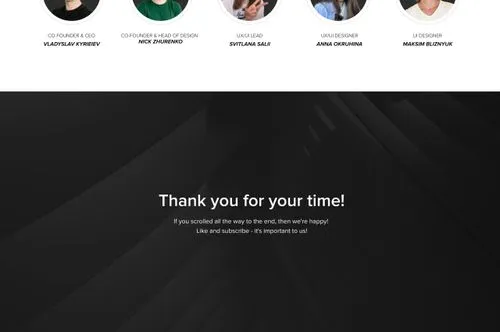 CO FOUNDER & CEO
VLADYSLAV KYRIEIEV
CO-FOUNDER & HEAD OF DESIGN
NICK ZHURENKO
UX/UI LEAD
SVITLANA SALII
UX/UI DESIGNER
ANNA OKRUHINA
UI DESIGNER
MAKSIM BLIZNYUK
Thank you for your time!
If you scrolled all the way to the end, then we're happy!
Like and subscribe - it's important to us!